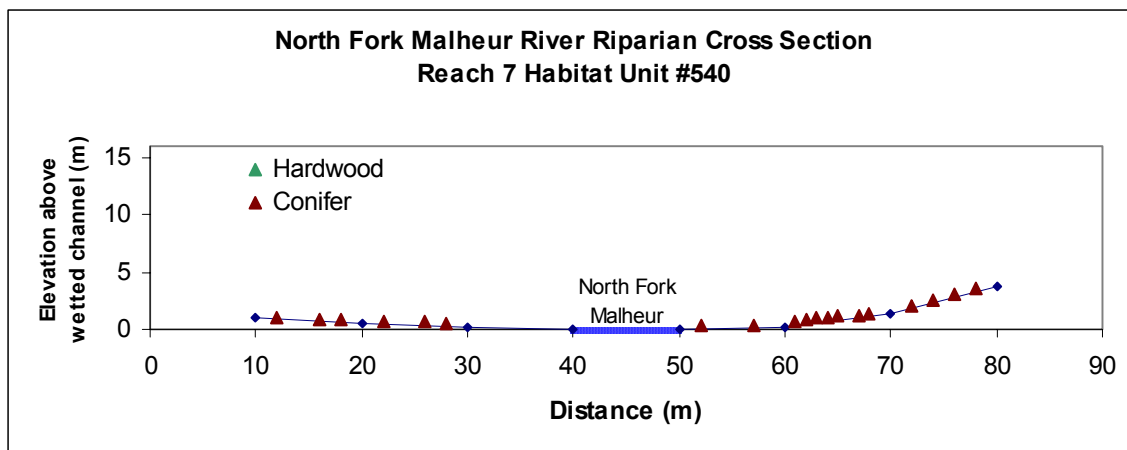 North Fork Malheur River Riparian Cross Section
Reach 7 Habitat Unit #540
Elevation above
wetted channel (m)
15
10
5
0
Hardwood
Conifer
North Fork
Malheur
0 10 20 30 40 50 60 70 80 90
Distance (m)